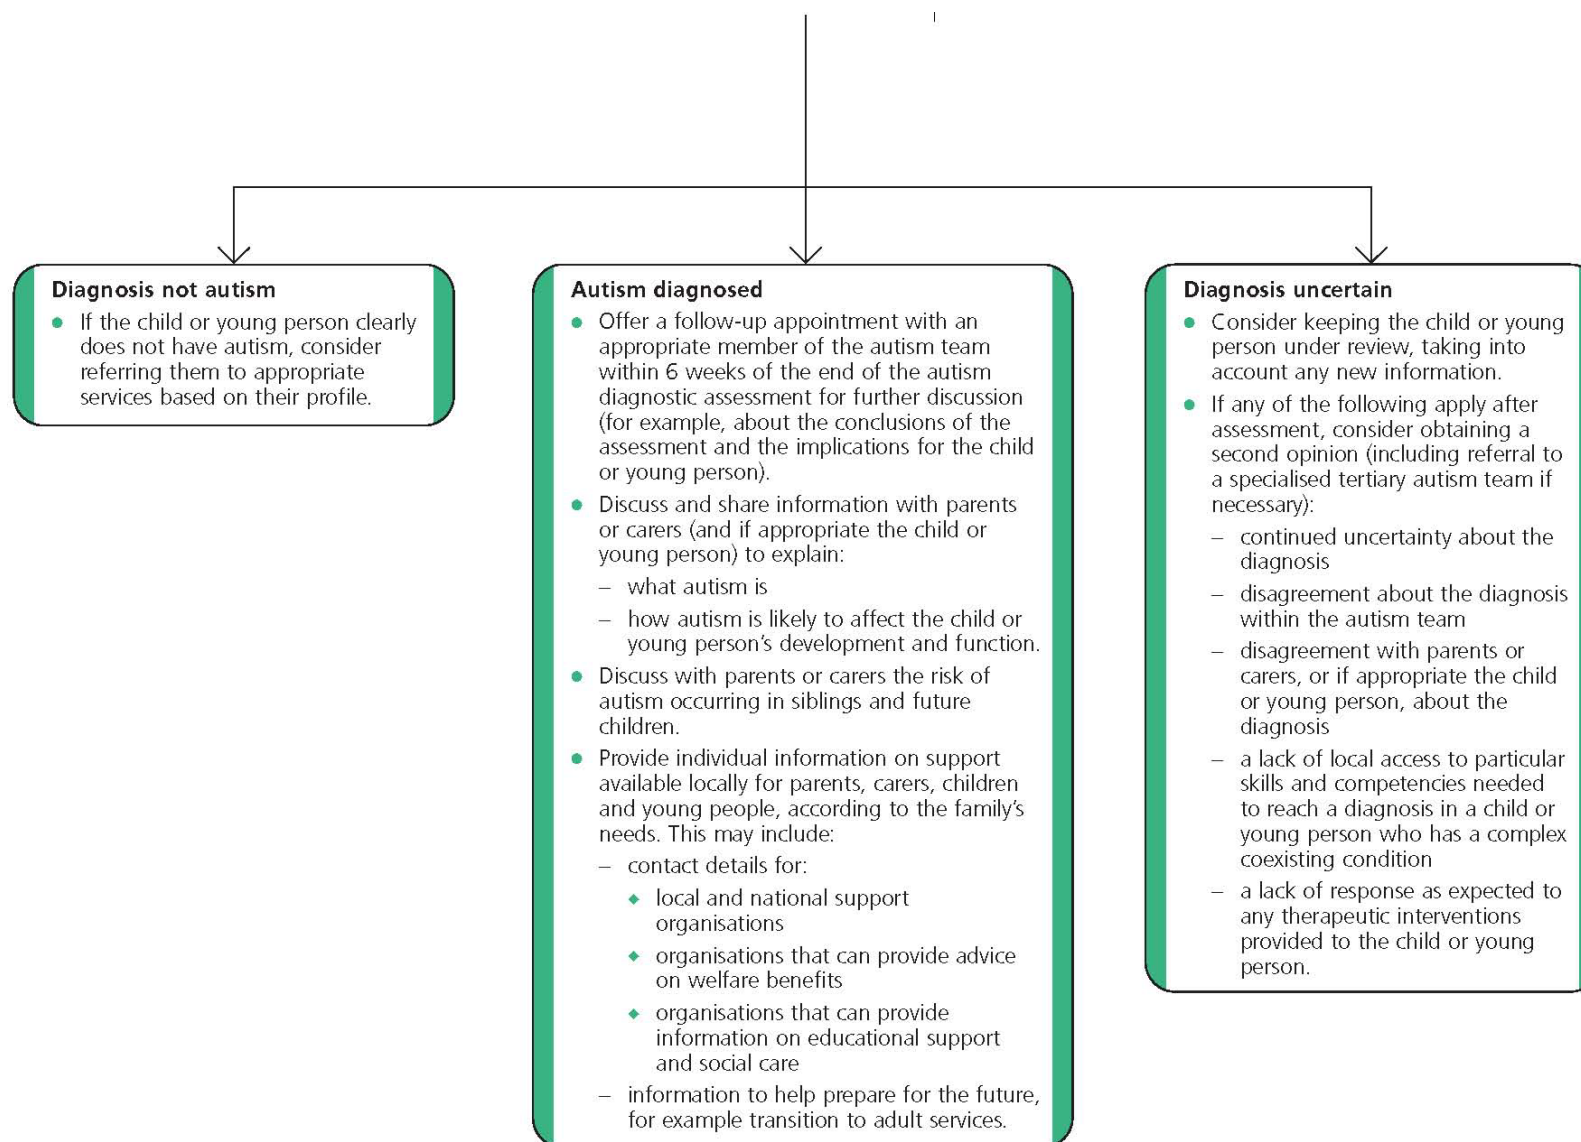 Diagnosis not autism
● If the child or young person clearly
does not have autism, consider
referring them to appropriate
services based on their profile.
Autism diagnosed
● Offer a follow-up appointment with an
appropriate member of the autism team
within 6 weeks of the end of the autism
diagnostic assessment for further discussion
(for example, about the conclusions of the
assessment and the implications for the child
or young person).
● Discuss and share information with parents
or carers (and if appropriate the child or
young person) to explain:
– what autism is
– how autism is likely to affect the child or
young person’s development and function.
● Discuss with parents or carers the risk of
autism occurring in siblings and future
children.
● Provide individual information on support
available locally for parents, carers, children
and young people, according to the family’s
needs. This may include:
– contact details for:
◆ local and national support
organisations
◆ organisations that can provide advice
on welfare benefits
◆ organisations that can provide
information on educational support
and social care
– information to help prepare for the future,
for example transition to adult services.
Diagnosis uncertain
● Consider keeping the child or young
person under review, taking into
account any new information.
● If any of the following apply after
assessment, consider obtaining a
second opinion (including referral to
a specialised tertiary autism team if
necessary):
– continued uncertainty about the
diagnosis
– disagreement about the diagnosis
within the autism team
– disagreement with parents or
carers, or if appropriate the child
or young person, about the
diagnosis
– a lack of local access to particular
skills and competencies needed
to reach a diagnosis in a child or
young person who has a complex
coexisting condition
– a lack of response as expected to
any therapeutic interventions
provided to the child or young
person.